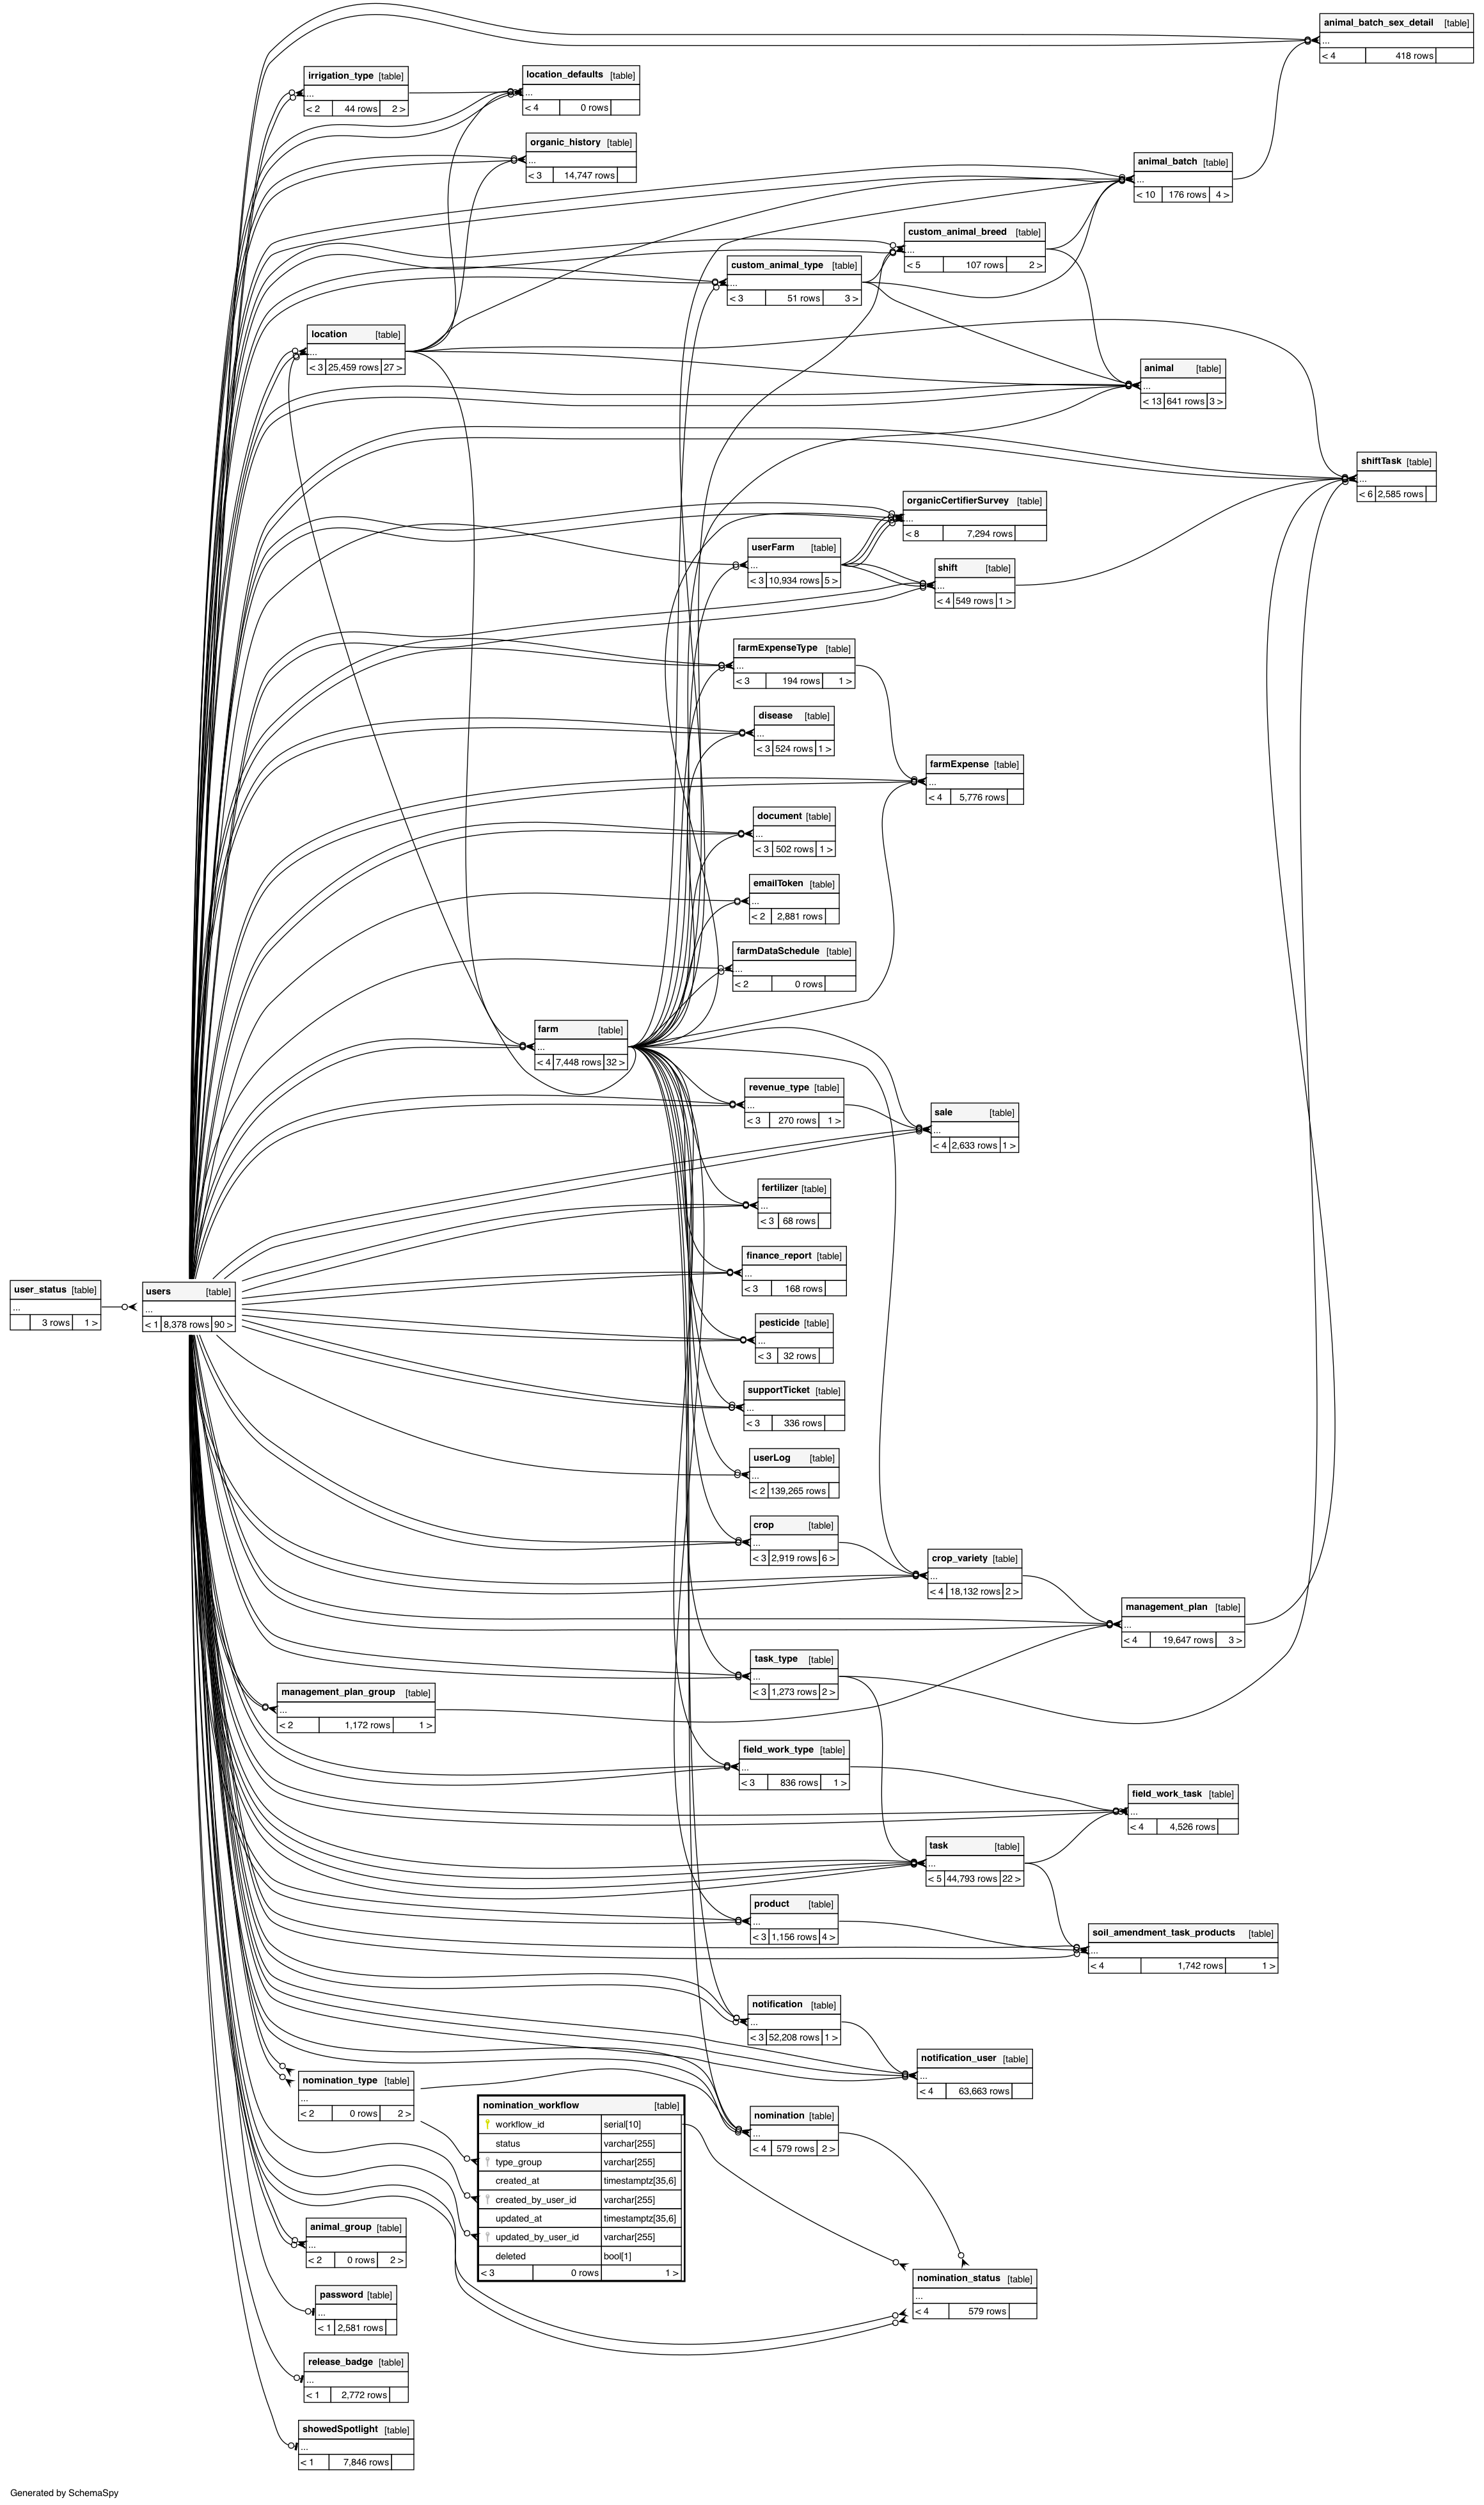 animal_batch_sex_detail [table]
...
< 4 418 rows
irrigation_type [table]
...
< 2 44 rows 2 >
location_defaults [table]
...
< 4 0 rows
organic_history [table]
...
< 3 14,747 rows
animal_batch [table]
...
< 10 176 rows 4 >
custom_animal_breed [table]
...
< 5 107 rows 2 >
custom_animal_type [table]
...
< 3 51 rows 3 >
location [table]
...
< 3 25,459 rows 27 >
animal [table]
...
< 13 641 rows 3 >
shiftTask [table]
...
< 6 2,585 rows
organicCertifierSurvey [table]
...
< 8 7,294 rows
userFarm [table]
...
< 3 10,934 rows 5 >
shift [table]
...
< 4 549 rows 1 >
farmExpenseType [table]
...
< 3 194 rows 1 >
disease [table]
...
< 3 524 rows 1 >
farmExpense [table]
...
< 4 5,776 rows
document [table]
...
< 3 502 rows 1 >
emailToken [table]
...
< 2 2,881 rows
farmDataSchedule [table]
...
< 2 0 rows
farm [table]
...
< 4 7,448 rows 32 >
revenue_type [table]
...
< 3 270 rows 1 >
sale [table]
...
< 4 2,633 rows 1 >
fertilizer [table]
...
< 3 68 rows
finance_report [table]
...
< 3 168 rows
user_status [table]
...
3 rows 1 >
users [table]
...
< 1 8,378 rows 90 >
pesticide [table]
...
< 3 32 rows
supportTicket [table]
...
< 3 336 rows
userLog [table]
...
< 2 139,265 rows
crop [table]
...
< 3 2,919 rows 6 >
crop_variety [table]
...
< 4 18,132 rows 2 >
management_plan [table]
...
< 4 19,647 rows 3 >
task_type [table]
...
< 3 1,273 rows 2 >
management_plan_group [table]
...
< 2 1,172 rows 1 >
field_work_type [table]
...
< 3 836 rows 1 >
field_work_task [table]
...
< 4 4,526 rows
task [table]
...
< 5 44,793 rows 22 >
product [table]
...
< 3 1,156 rows 4 >
soil_amendment_task_products [table]
...
< 4 1,742 rows 1 >
notification [table]
...
< 3 52,208 rows 1 >
notification_user [table]
...
< 4 63,663 rows
nomination_type [table]
...
< 2 0 rows 2 >
nomination_workflow [table]
workflow_id serial[10]
status varchar[255]
type_group varchar[255]
created_at timestamptz[35,6]
created_by_user_id varchar[255]
updated_at timestamptz[35,6]
updated_by_user_id varchar[255]
deleted bool[1]
< 3 0 rows 1 >
nomination [table]
...
< 4 579 rows 2 >
animal_group [table]
...
< 2 0 rows 2 >
nomination_status [table]
...
< 4 579 rows
password [table]
...
< 1 2,581 rows
release_badge [table]
...
< 1 2,772 rows
showedSpotlight [table]
...
< 1 7,846 rows
Generated by SchemaSpy